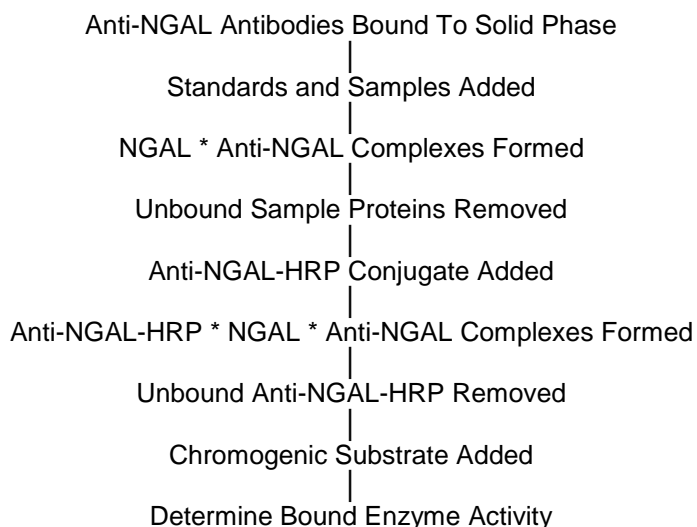 Anti-NGAL Antibodies Bound To Solid Phase
Standards and Samples Added
NGAL * Anti-NGAL Complexes Formed
Unbound Sample Proteins Removed
Anti-NGAL-HRP Conjugate Added
Anti-NGAL-HRP * NGAL * Anti-NGAL Complexes Formed
Unbound Anti-NGAL-HRP Removed
Chromogenic Substrate Added
Determine Bound Enzyme Activity